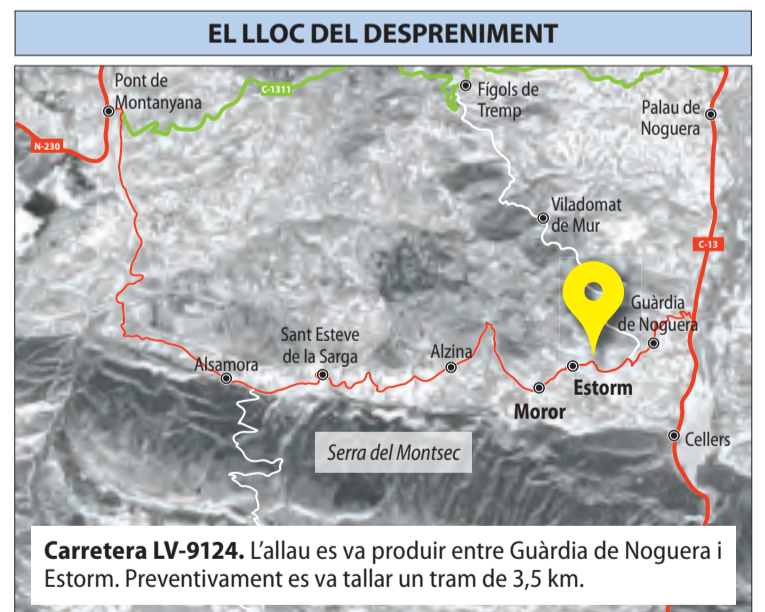 EL LLOC DEL DESPRENIMENT
Pont de
Montanyana
C-1311
Fígols de
Tremp
Palau de
Noguera
N-230
Viladomat
de Mur
C-13
Guàrdia
de Noguera
Sant Esteve
de la Sarga
Alzina
Alsamora
Estorm
Moror
Cellers
Serra del Montsec
Carretera LV-9124. L’allau es va produir entre Guàrdia de Noguera i
Estorm. Preventivament es va tallar un tram de 3,5 km.